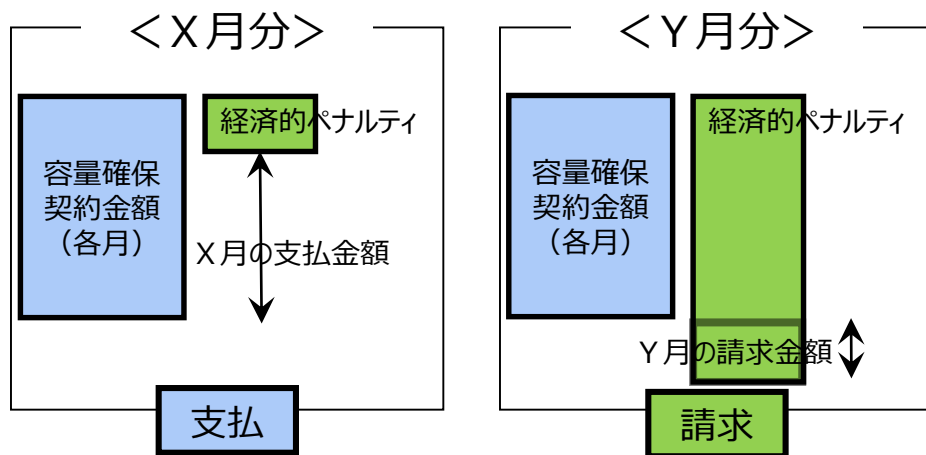 ＜Ｘ月分＞
経済的ペナルティ
容量確保
契約金額
（各月）
Ｘ月の支払金額
支払
＜Ｙ月分＞
経済的ペナルティ
容量確保
契約金額
（各月）
Ｙ月の請求金額
請求